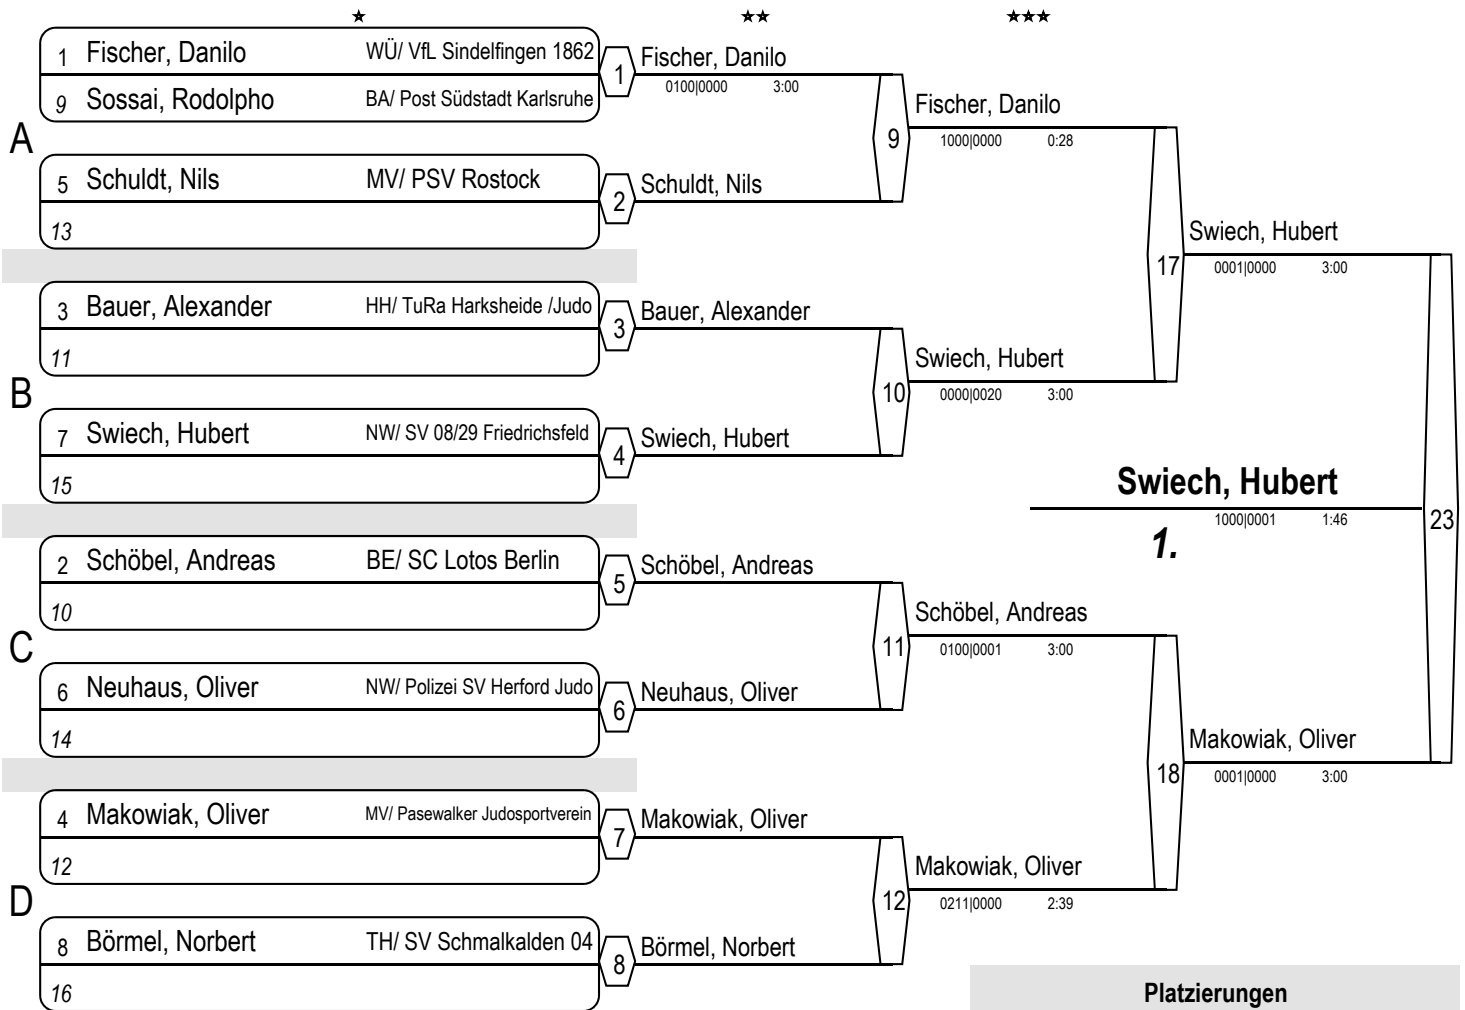 1 Fischer, Danilo WÜ/ VfL Sindelfingen 1862
9 Sossai, Rodolpho BA/ Post Südstadt Karlsruhe
A
5 Schuldt, Nils MV/ PSV Rostock
13
3 Bauer, Alexander HH/ TuRa Harksheide /Judo
11
B
7 Swiech, Hubert NW/ SV 08/29 Friedrichsfeld
15
2 Schöbel, Andreas BE/ SC Lotos Berlin
10
C
6 Neuhaus, Oliver NW/ Polizei SV Herford Judo
14
4 Makowiak, Oliver MV/ Pasewalker Judosportverein
12
D
8 Börmel, Norbert TH/ SV Schmalkalden 04
16
1 Fischer, Danilo
0100|0000 3:00
2 Schuldt, Nils
3 Bauer, Alexander
4 Swiech, Hubert
5 Schöbel, Andreas
6 Neuhaus, Oliver
7 Makowiak, Oliver
8 Börmel, Norbert
9 Fischer, Danilo
1000|0000 0:28
10 Swiech, Hubert
0000|0020 3:00
11 Schöbel, Andreas
0100|0001 3:00
12 Makowiak, Oliver
0211|0000 2:39
17 Swiech, Hubert
0001|0000 3:00
18 Makowiak, Oliver
0001|0000 3:00
Swiech, Hubert
1000|0001 1:46
23
1.
Platzierungen